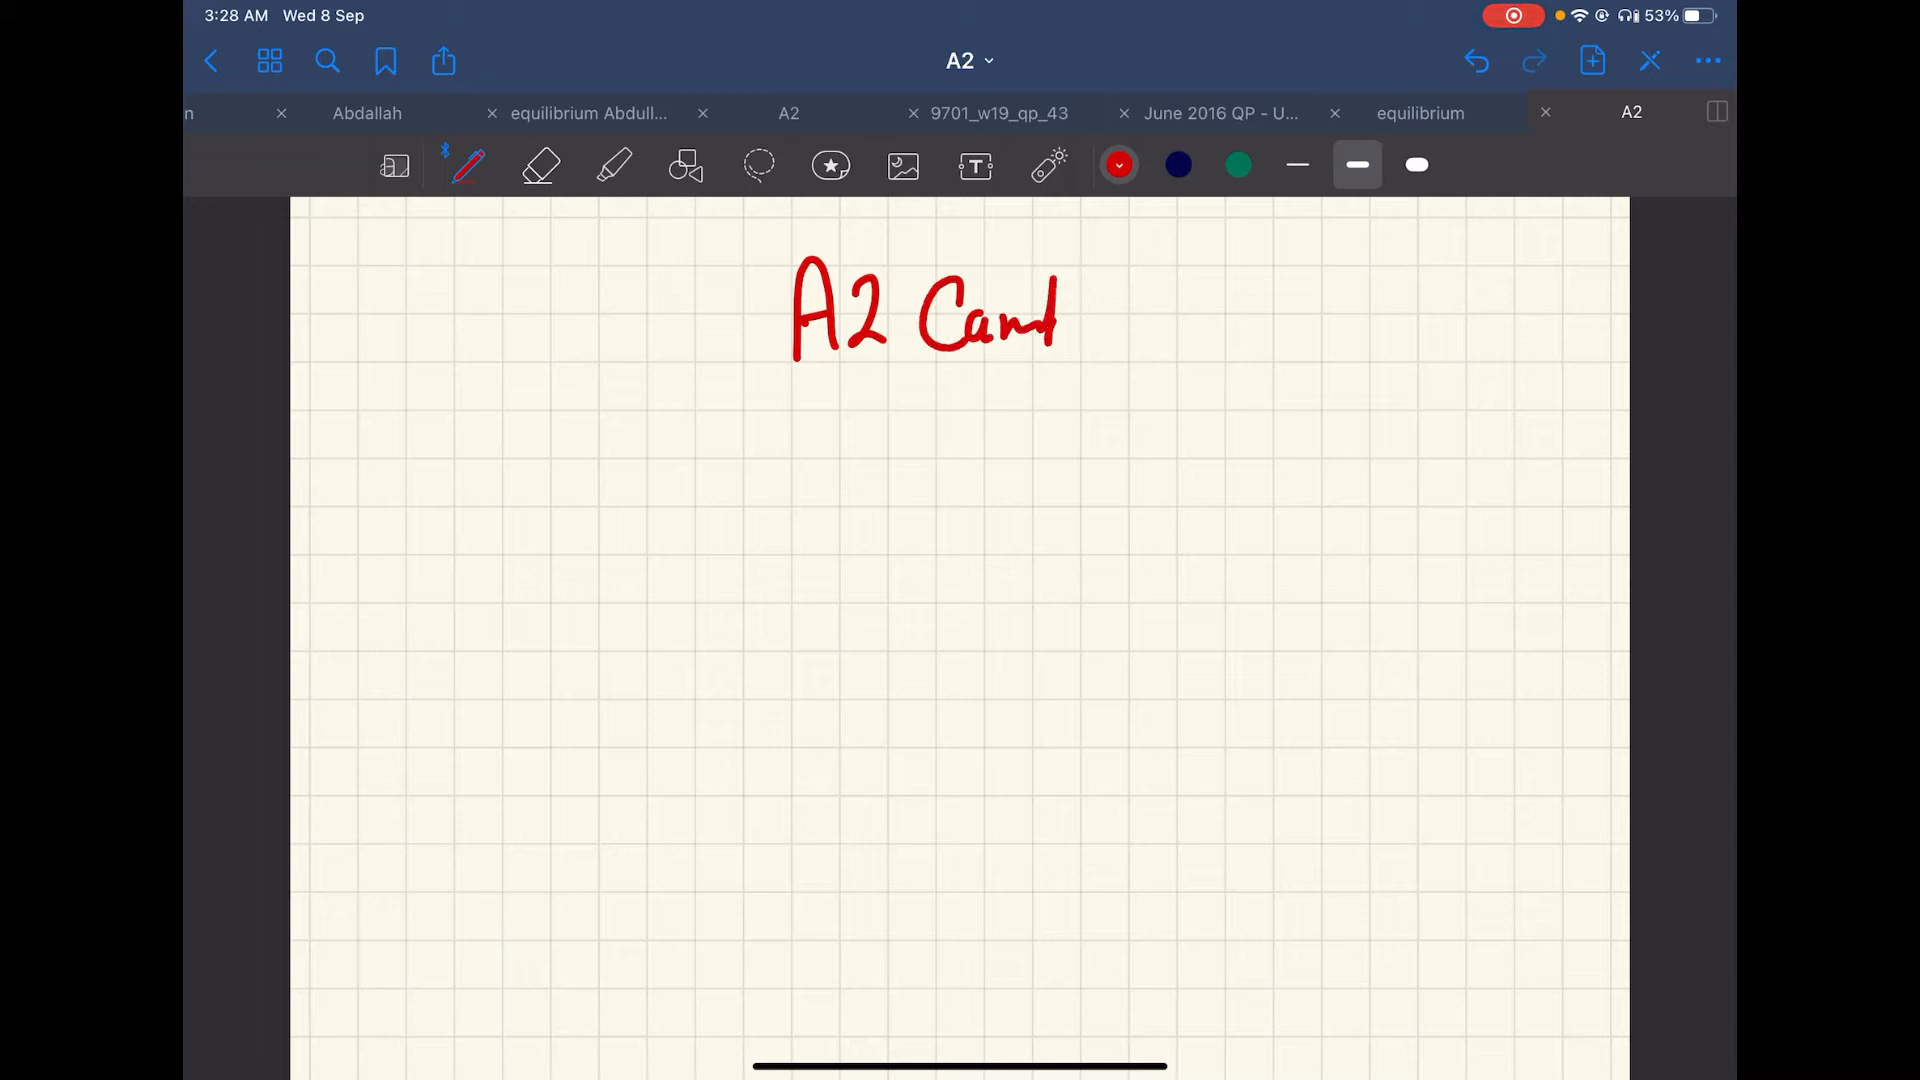 3:28 AM Wed 8 Sep 53%
A2
n Abdallah equilibrium Abdull... A2 9701_w19_qp_43 June 2016 QP - U... equilibrium A2
A2 Cam